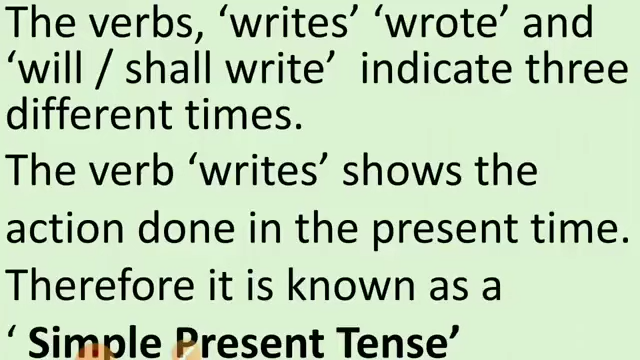 The verbs, ‘writes’ ‘wrote’ and
‘will / shall write’ indicate three
different times.
The verb ‘writes’ shows the
action done in the present time.
Therefore it is known as a
‘ Simple Present Tense’